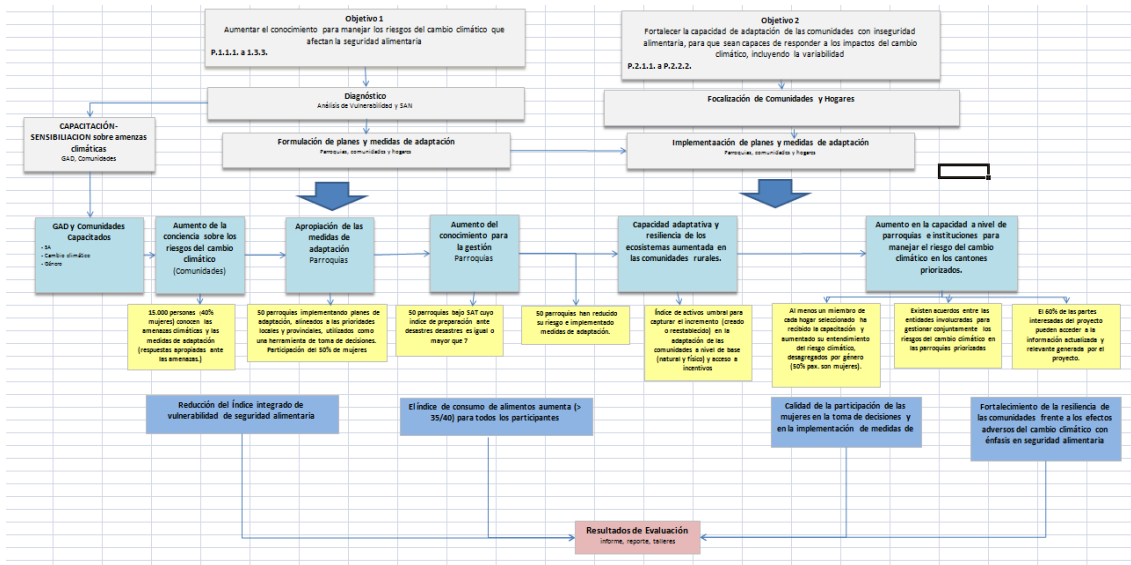 Objetivo 1
Aumentar el conocimiento para manejar los riesgos del cambio climático que
afectan la seguridad alimentaria
P.1.1.1. a 1.3.3.
Objetivo 2
Fortalecer la capacidad de adaptación de las comunidades con inseguridad
alimentaria, para que sean capaces de responder a los impactos del cambio
climático, incluyendo la variabilidad
P.2.1.1. a P.2.2.2.
Diagnóstico
Análisis de Vulnerabilidad y SAN
Focalización de Comunidades y Hogares
CAPACITACIÓN-
SENSIBILIACION sobre amenzas
climáticas
GAD, Comunidades
Formulación de planes y medidas de adaptación
Parroquias, comunidades y hogares
Implementaación de planes y medidas de adaptación
Parroquias, comunidades y hogares
GAD y Comunidades
Capacitados
- SA
- Cambio climático
- Género
Aumento de la
conciencia sobre los
riesgos del cambio
climático
(Comunidades)
Apropiación de las
medidas de
adaptación
Parroquias
Aumento del
conocimiento para
la gestión
Parroquias
Capacidad adaptativa y
resiliencia de los
ecosistemas aumentada en
las comunidades rurales.
Aumento en la capacidad a nivel de
parroquias e instituciones para
manejar el riesgo del cambio
climático en los cantones
priorizados.
15.000 personas (40%
mujeres) conocen las
amenazas climáticas y las
medidas de adaptación
(respuestas apropiadas ante
las amenazas.)
50 parroquias implementando planes de
adaptación, alineados a las prioridades
locales y provinciales, utilizados como
una herramienta de toma de decisiones.
Participación del 50% de mujeres
50 parroquias bajo SAT cuyo
índice de preparación ante
desastres desastres es igual o
mayor que 7
50 parroquias han reducido
su riesgo e implementado
medidas de adaptación.
Índice de activos umbral para
capturar el incremento (creado
o reestablecido) en la
adaptación de las
comunidades a nivel de base
(natural y físico) y acceso a
incentivos
Al menos un miembro de
cada hogar seleccionado ha
recibido la capacitación y
aumentado su entendimiento
del riesgo climático,
desagregados por género
(50% pax. son mujeres).
Existen acuerdos entre las
entidades involucradas para
gestionar conjuntamente los
riesgos del cambio climático en
las parroquias priorizadas
El 60% de las partes
interesadas del proyecto
pueden acceder a la
información actualizada y
relevante generada por el
proyecto.
Reducción del Índice integrado de
vulnerabilidad de seguridad alimentaria
El índice de consumo de alimentos aumenta (>
35/40) para todos los participantes
Calidad de la participación de las
mujeres en la toma de decisiones y
en la implementación de medidas de
Fortalecimiento de la resiliencia de
las comunidades frente a los efectos
adversos del cambio climático con
énfasis en seguridad alimentaria
Resultados de Evaluación
informe, reporte, talleres